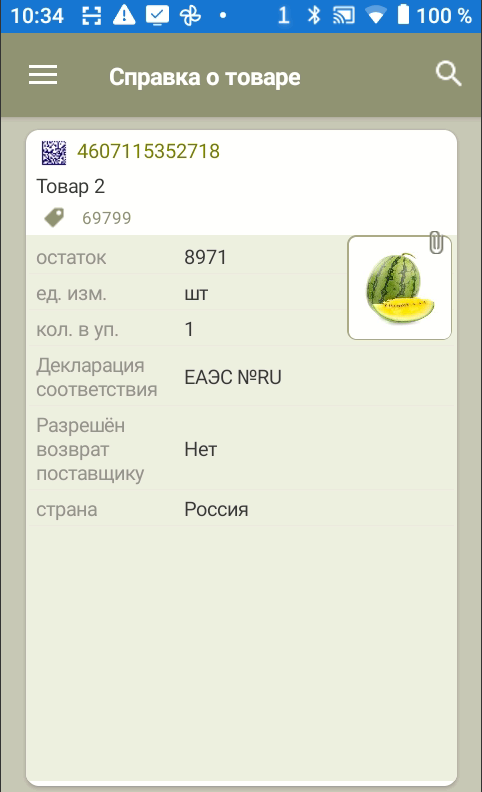 10:34 1 100 %
Справка о товаре
4607115352718
Товар 2
69799
остаток 8971
ед. изм. шт
кол. в уп. 1
Декларация
соответствия ЕАЭС №RU
Разрешён
возврат Нет
поставщику
страна Россия